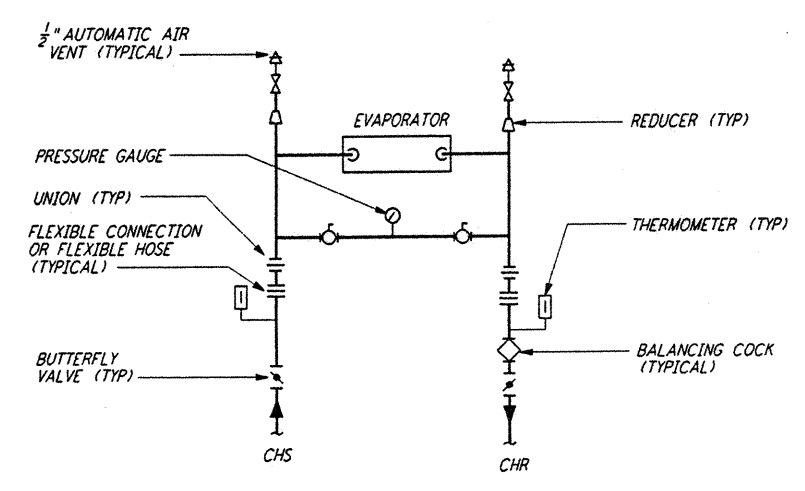 1/2" AUTOMATIC AIR
VENT (TYPICAL)
EVAPORATOR
REDUCER (TYP)
PRESSURE GAUGE
UNION (TYP)
FLEXIBLE CONNECTION
OR FLEXIBLE HOSE
(TYPICAL)
THERMOMETER (TYP)
BUTTERFLY
VALVE (TYP)
BALANCING COCK
(TYPICAL)
CHS
CHR